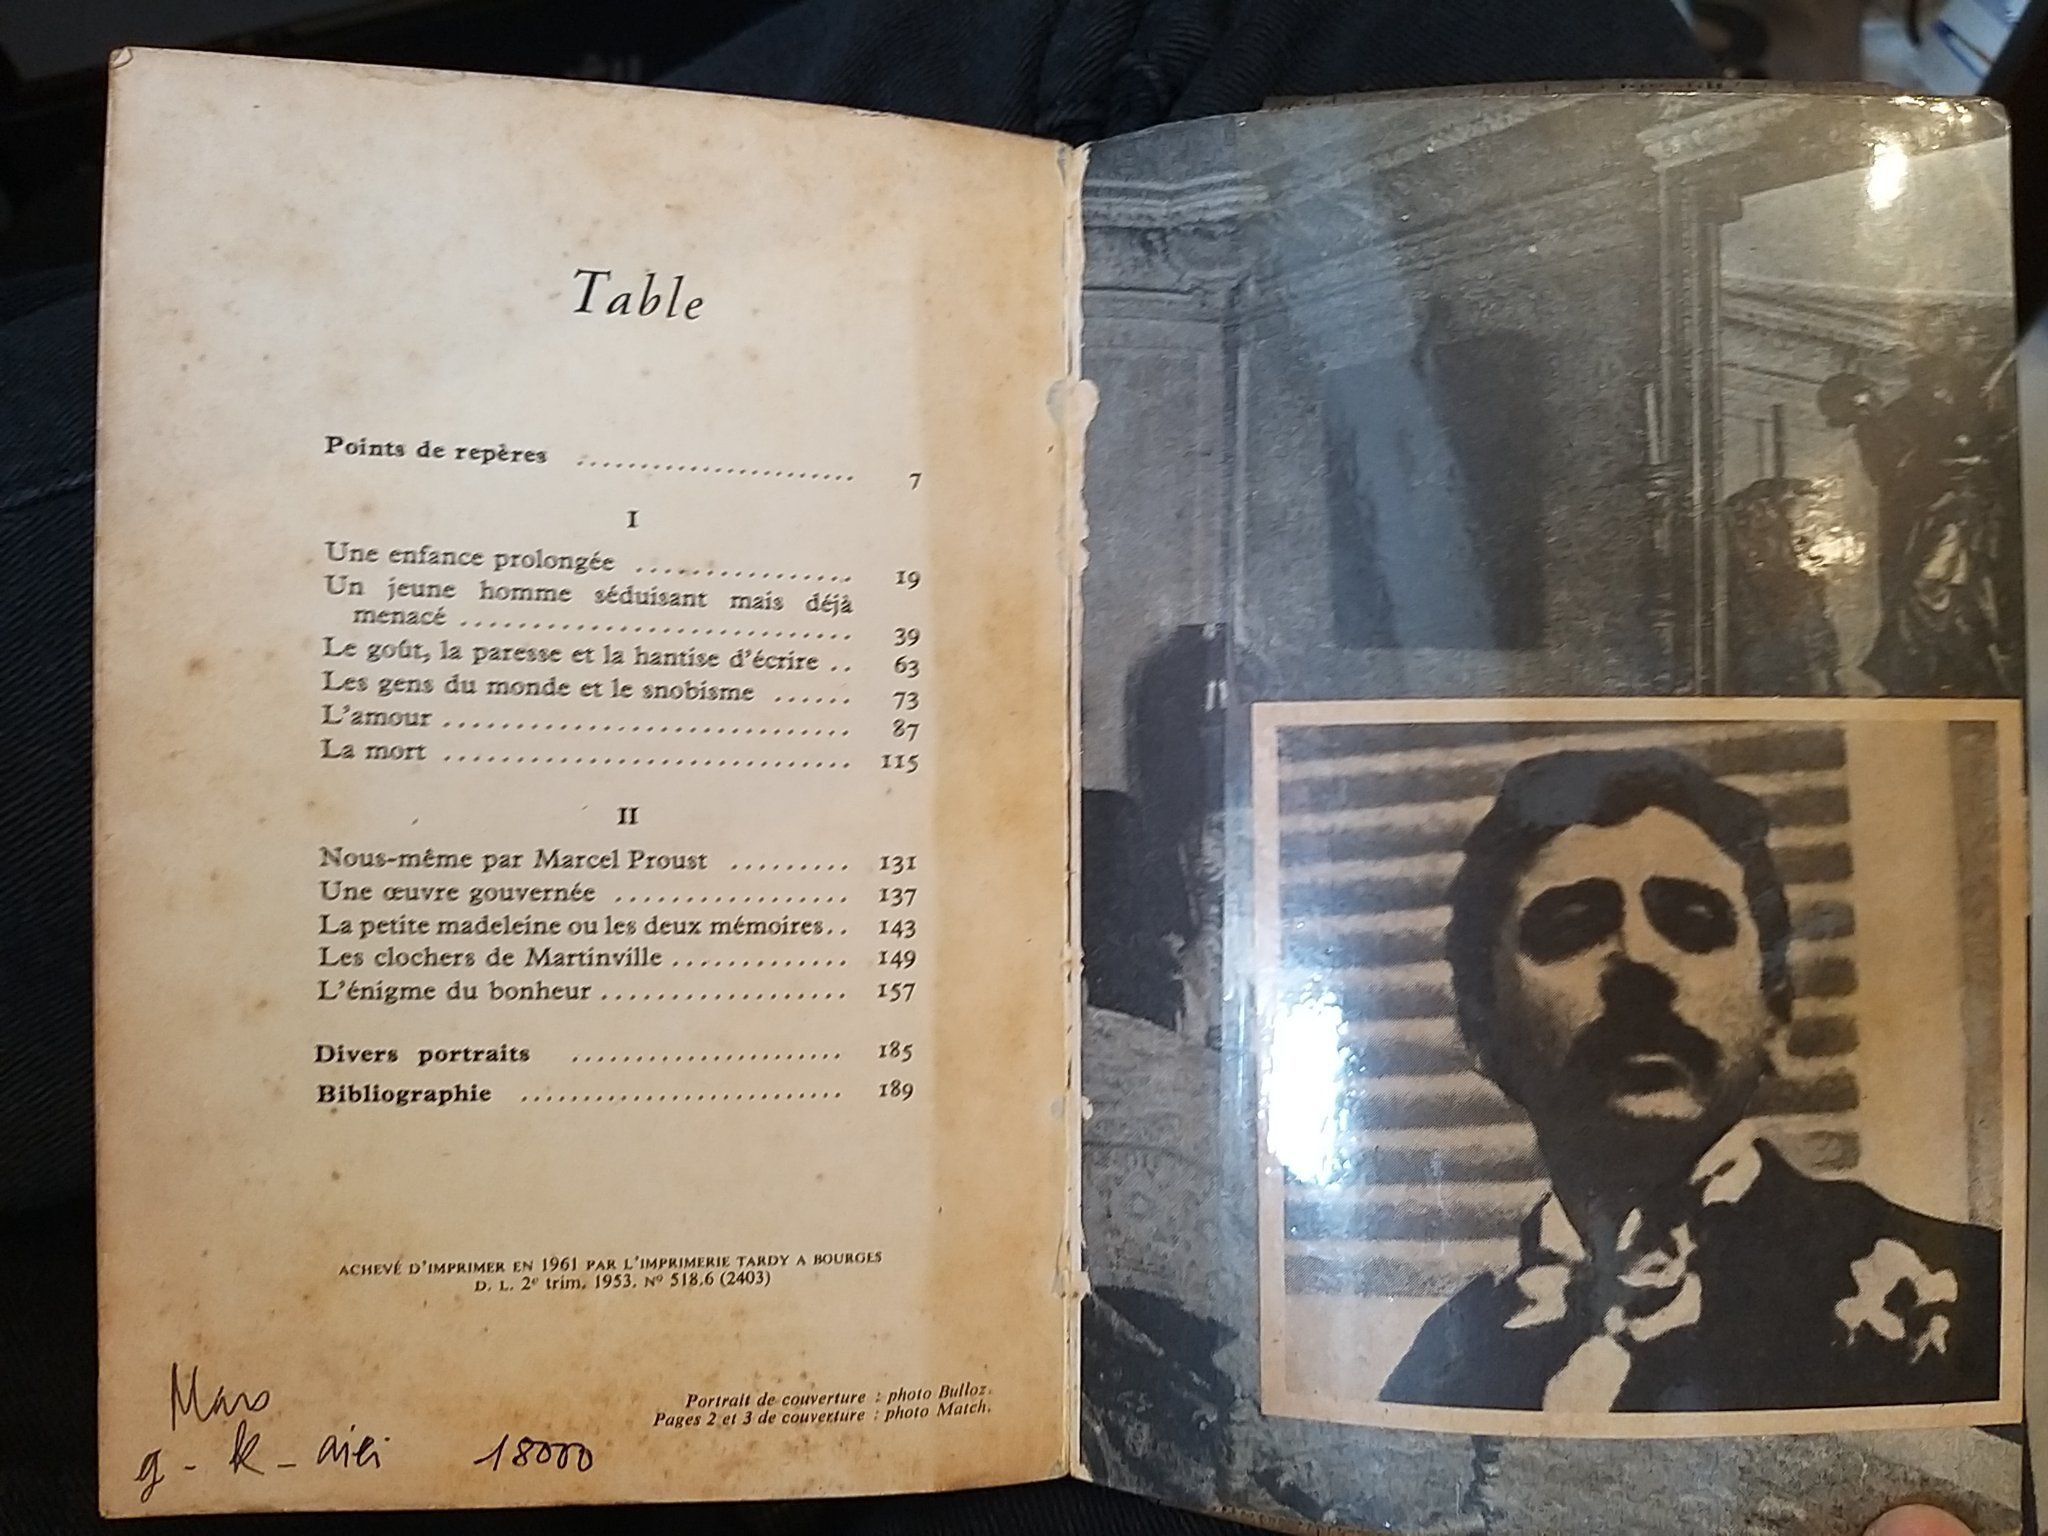 Table
Points de repères ........................ 7
I
Une enfance prolongée ................ 19
Un jeune homme séduisant mais déjà
menacé ............................ 39
Le goût, la paresse et la hantise d'écrire .. 63
Les gens du monde et le snobisme ...... 73
L'amour .............................. 87
La mort .............................. 115
II
Nous-même par Marcel Proust ......... 131
Une œuvre gouvernée .................. 137
La petite madeleine ou les deux mémoires.. 143
Les clochers de Martinville ............. 149
L'énigme du bonheur .................... 157
Divers portraits ........................ 185
Bibliographie ........................... 189
ACHEVÉ D'IMPRIMER EN 1961 PAR L'IMPRIMERIE TARDY A BOURGES
D. L. 2e trim. 1953. No 518.6 (2403)
Portrait de couverture : photo Bulloz.
Pages 2 et 3 de couverture : photo Match.
Mars
18000